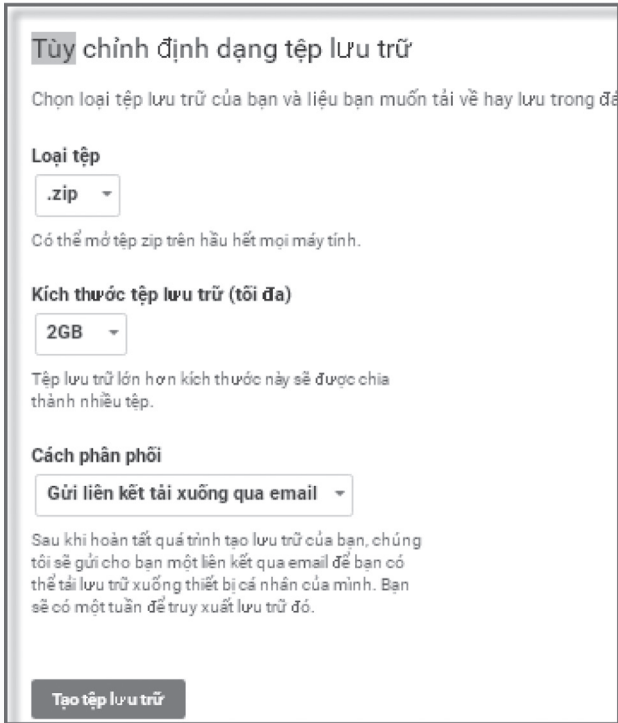 Tùy chỉnh định dạng tệp lưu trữ
Chọn loại tệp lưu trữ của bạn và liệu bạn muốn tải về hay lưu trong
Loại tệp
.zip
Có thể mở tệp zip trên hầu hết mọi máy tính.
Kích thước tệp lưu trữ (tối đa)
2GB
Tệp lưu trữ lớn hơn kích thước này sẽ được chia
thành nhiều tệp.
Cách phân phối
Gửi liên kết tải xuống qua email
Sau khi hoàn tất quá trình tạo lưu trữ của bạn, chúng
tôi sẽ gửi cho bạn một liên kết qua email để bạn có
thể tải lưu trữ xuống thiết bị cá nhân của mình. Bạn
sẽ có một tuần để truy xuất lưu trữ đó.
Tạo tệp lưu trữ